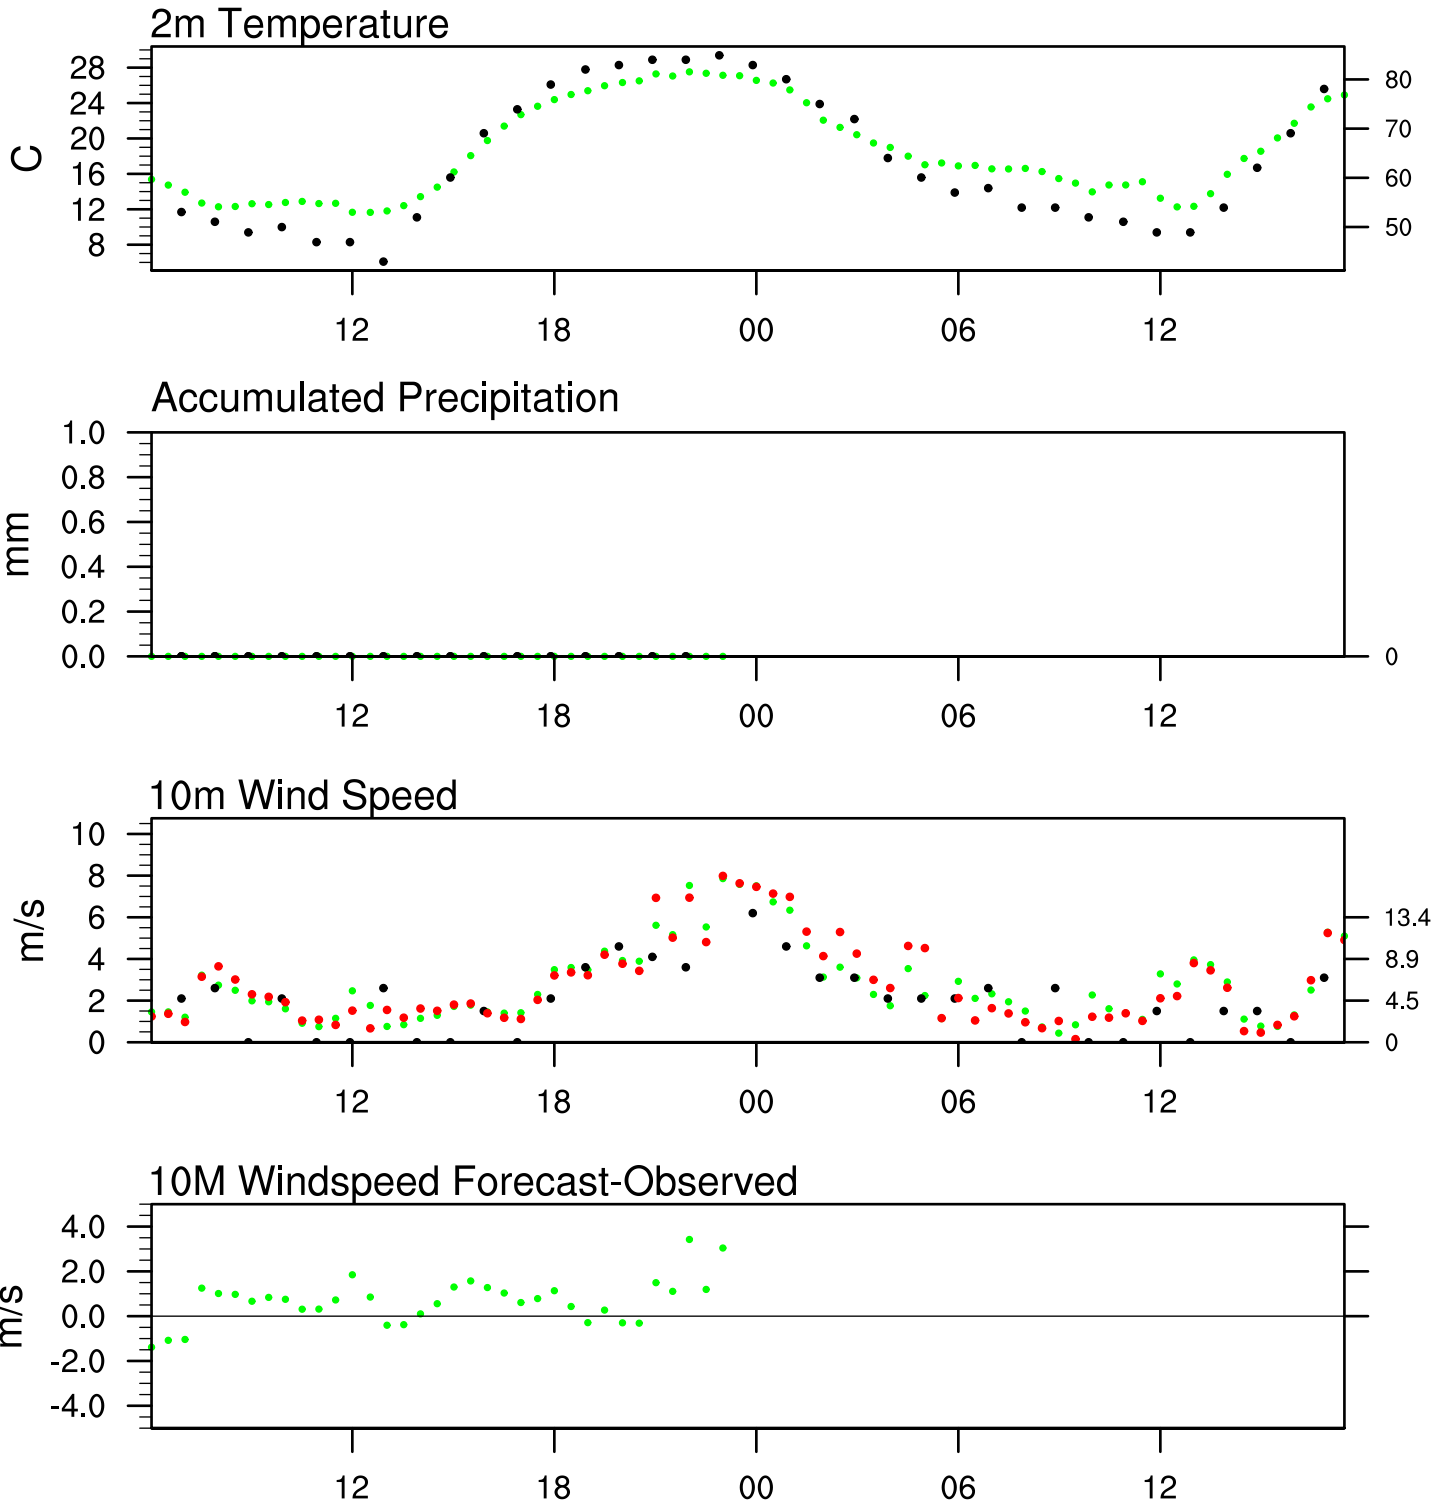 2m Temperature
28
24
20
16
12
8
C
80
70
60
50
12 18 00 06 12
Accumulated Precipitation
1.0
0.8
0.6
0.4
0.2
0.0
mm
0
12 18 00 06 12
10m Wind Speed
10
8
6
4
2
0
m/s
13.4
8.9
4.5
0
12 18 00 06 12
10M Windspeed Forecast-Observed
4.0
2.0
0.0
-2.0
-4.0
m/s
12 18 00 06 12